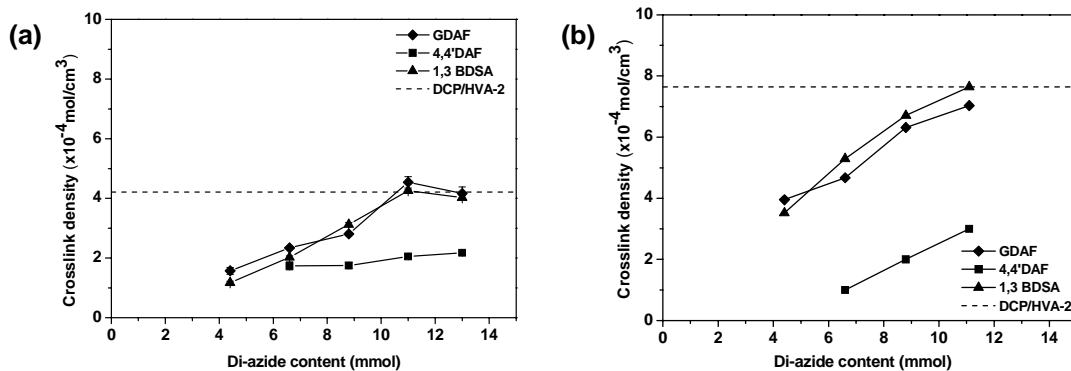 (a)
Crosslink density (x10⁻⁴mol/cm³)
10
8
6
4
2
0
GDAF
4,4'DAF
1,3 BDSA
DCP/HVA-2
0 2 4 6 8 10 12 14
Di-azide content (mmol)
(b)
Crosslink density (x10⁻⁴mol/cm³)
10
8
6
4
2
0
GDAF
4,4'DAF
1,3 BDSA
DCP/HVA-2
0 2 4 6 8 10 12 14
Di-azide content (mmol)